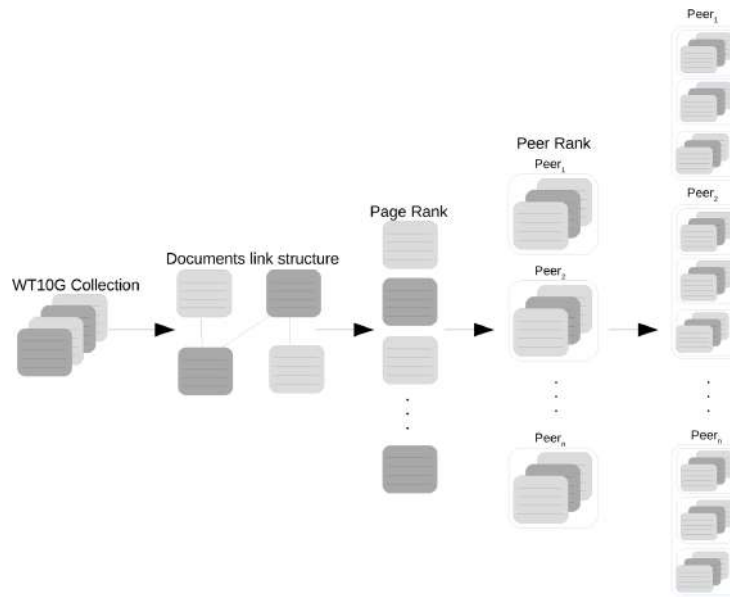 WT10G Collection
Documents link structure
Page Rank
Peer Rank
Peer1
Peer2
Peern
Peer1
Peer2
Peern